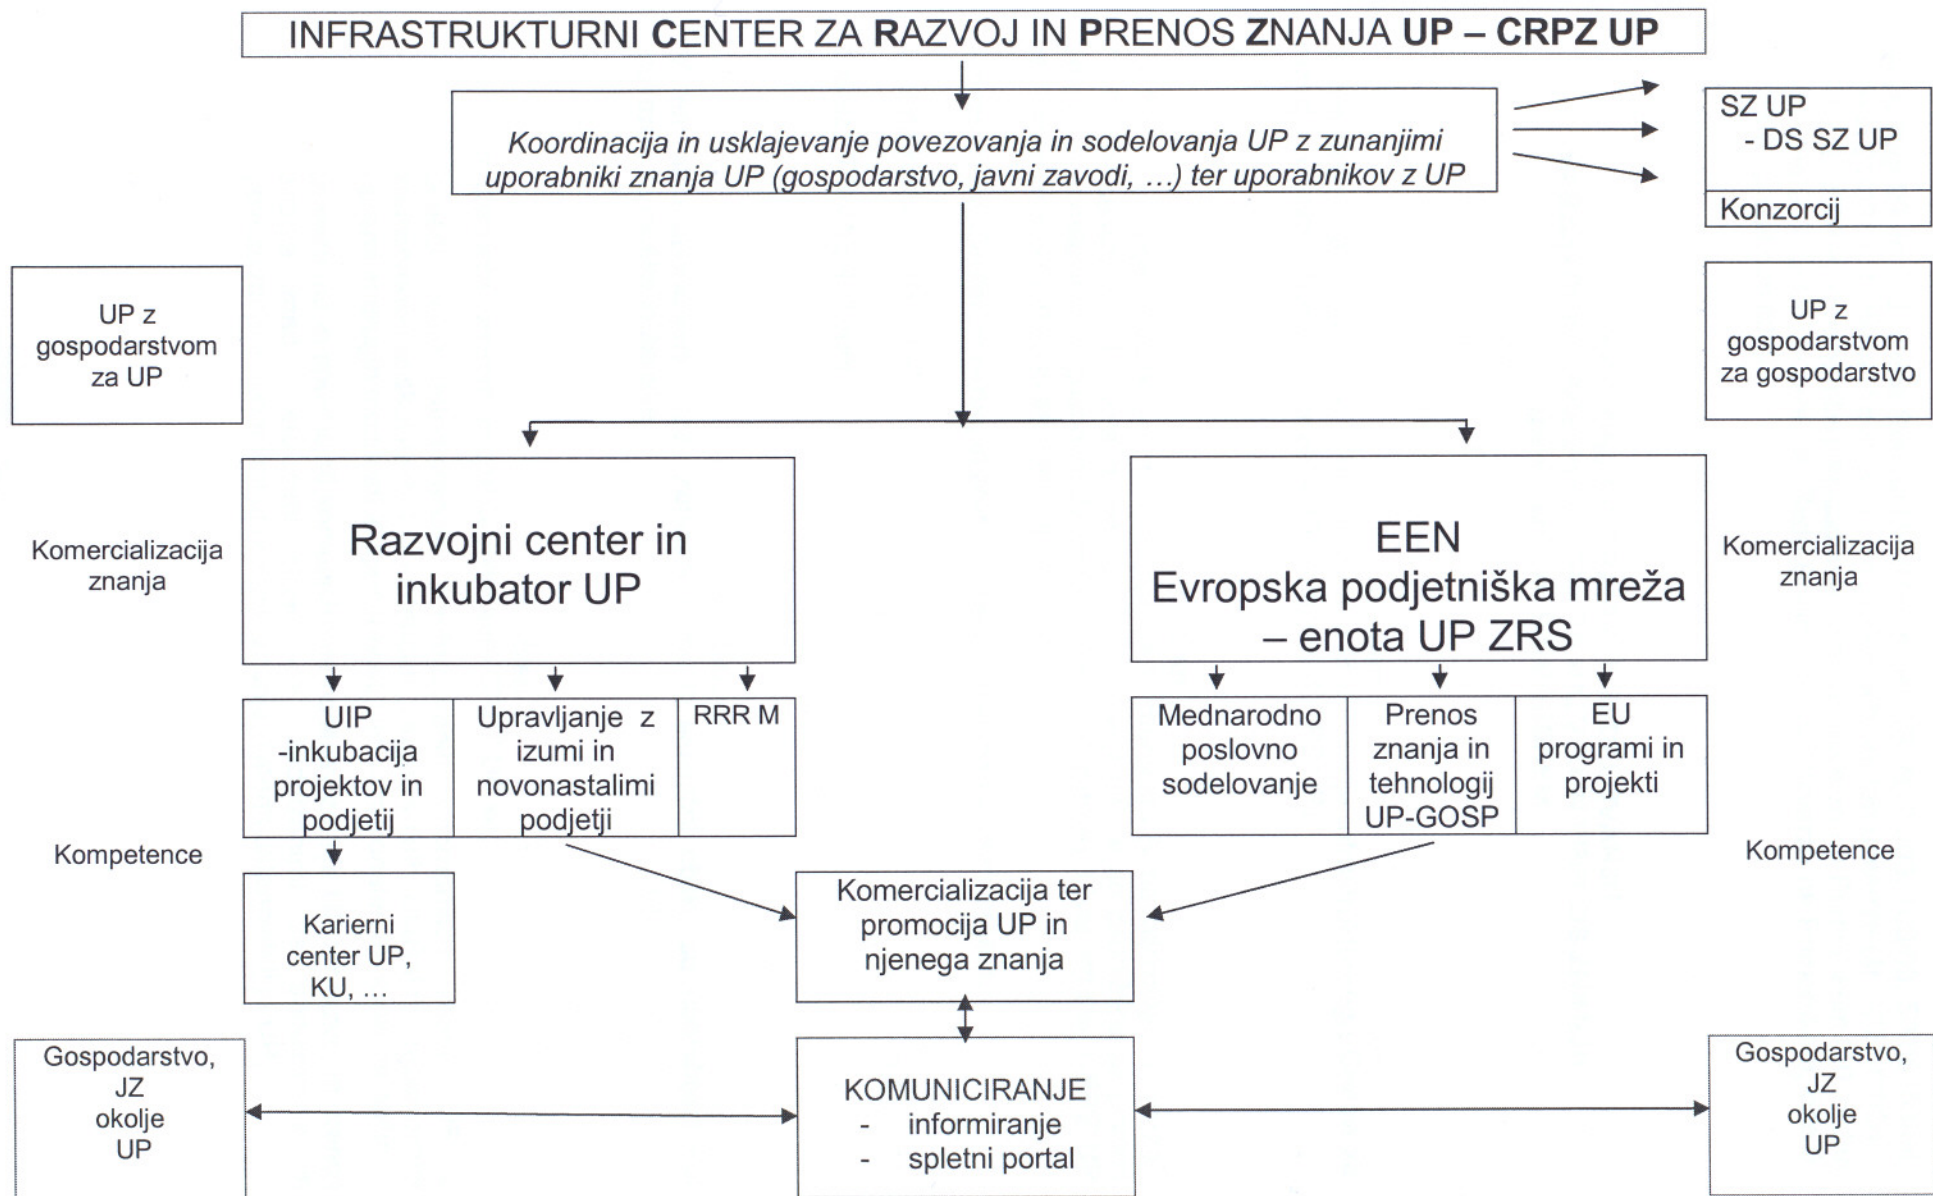 INFRASTRUKTURNI CENTER ZA RAZVOJ IN PRENOS ZNANJA UP – CRPZ UP
Koordinacija in usklajevanje povezovanja in sodelovanja UP z zunanjimi
uporabniki znanja UP (gospodarstvo, javni zavodi, …) ter uporabnikov z UP
SZ UP
- DS SZ UP
Konzorcij
UP z
gospodarstvom
za UP
UP z
gospodarstvom
za gospodarstvo
Komercializacija
znanja
Razvojni center in
inkubator UP
EEN
Evropska podjetniška mreža
– enota UP ZRS
Komercializacija
znanja
UIP
-inkubacija
projektov in
podjetij
Upravljanje z
izumi in
novonastalimi
podjetji
RRR M
Mednarodno
poslovno
sodelovanje
Prenos
znanja in
tehnologij
UP-GOSP
EU
programi in
projekti
Kompetence
Kompetence
Karierni
center UP,
KU, …
Komercializacija ter
promocija UP in
njenega znanja
Gospodarstvo,
JZ
okolje
UP
KOMUNICIRANJE
- informiranje
- spletni portal
Gospodarstvo,
JZ
okolje
UP